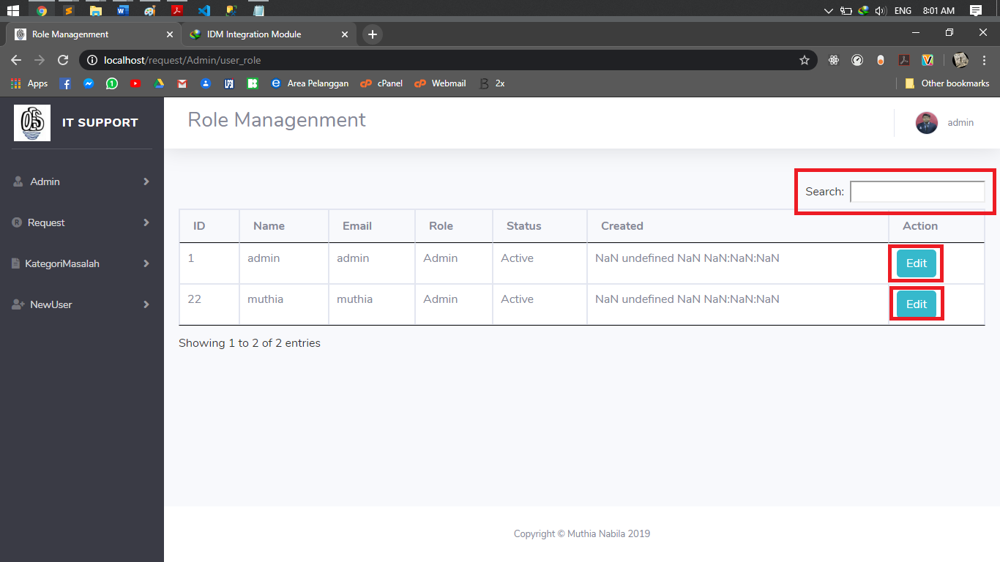 ENG 8:01 AM
Role Managenment
IDM Integration Module
localhost/request/Admin/user_role
Apps
Area Pelanggan
cPanel
Webmail
2x
Other bookmarks
IT SUPPORT
Role Managenment
admin
Admin
Request
KategoriMasalah
NewUser
Search:
ID Name Email Role Status Created Action
1 admin admin Admin Active NaN undefined NaN NaN:NaN:NaN Edit
22 muthia muthia Admin Active NaN undefined NaN NaN:NaN:NaN Edit
Showing 1 to 2 of 2 entries
Copyright © Muthia Nabila 2019